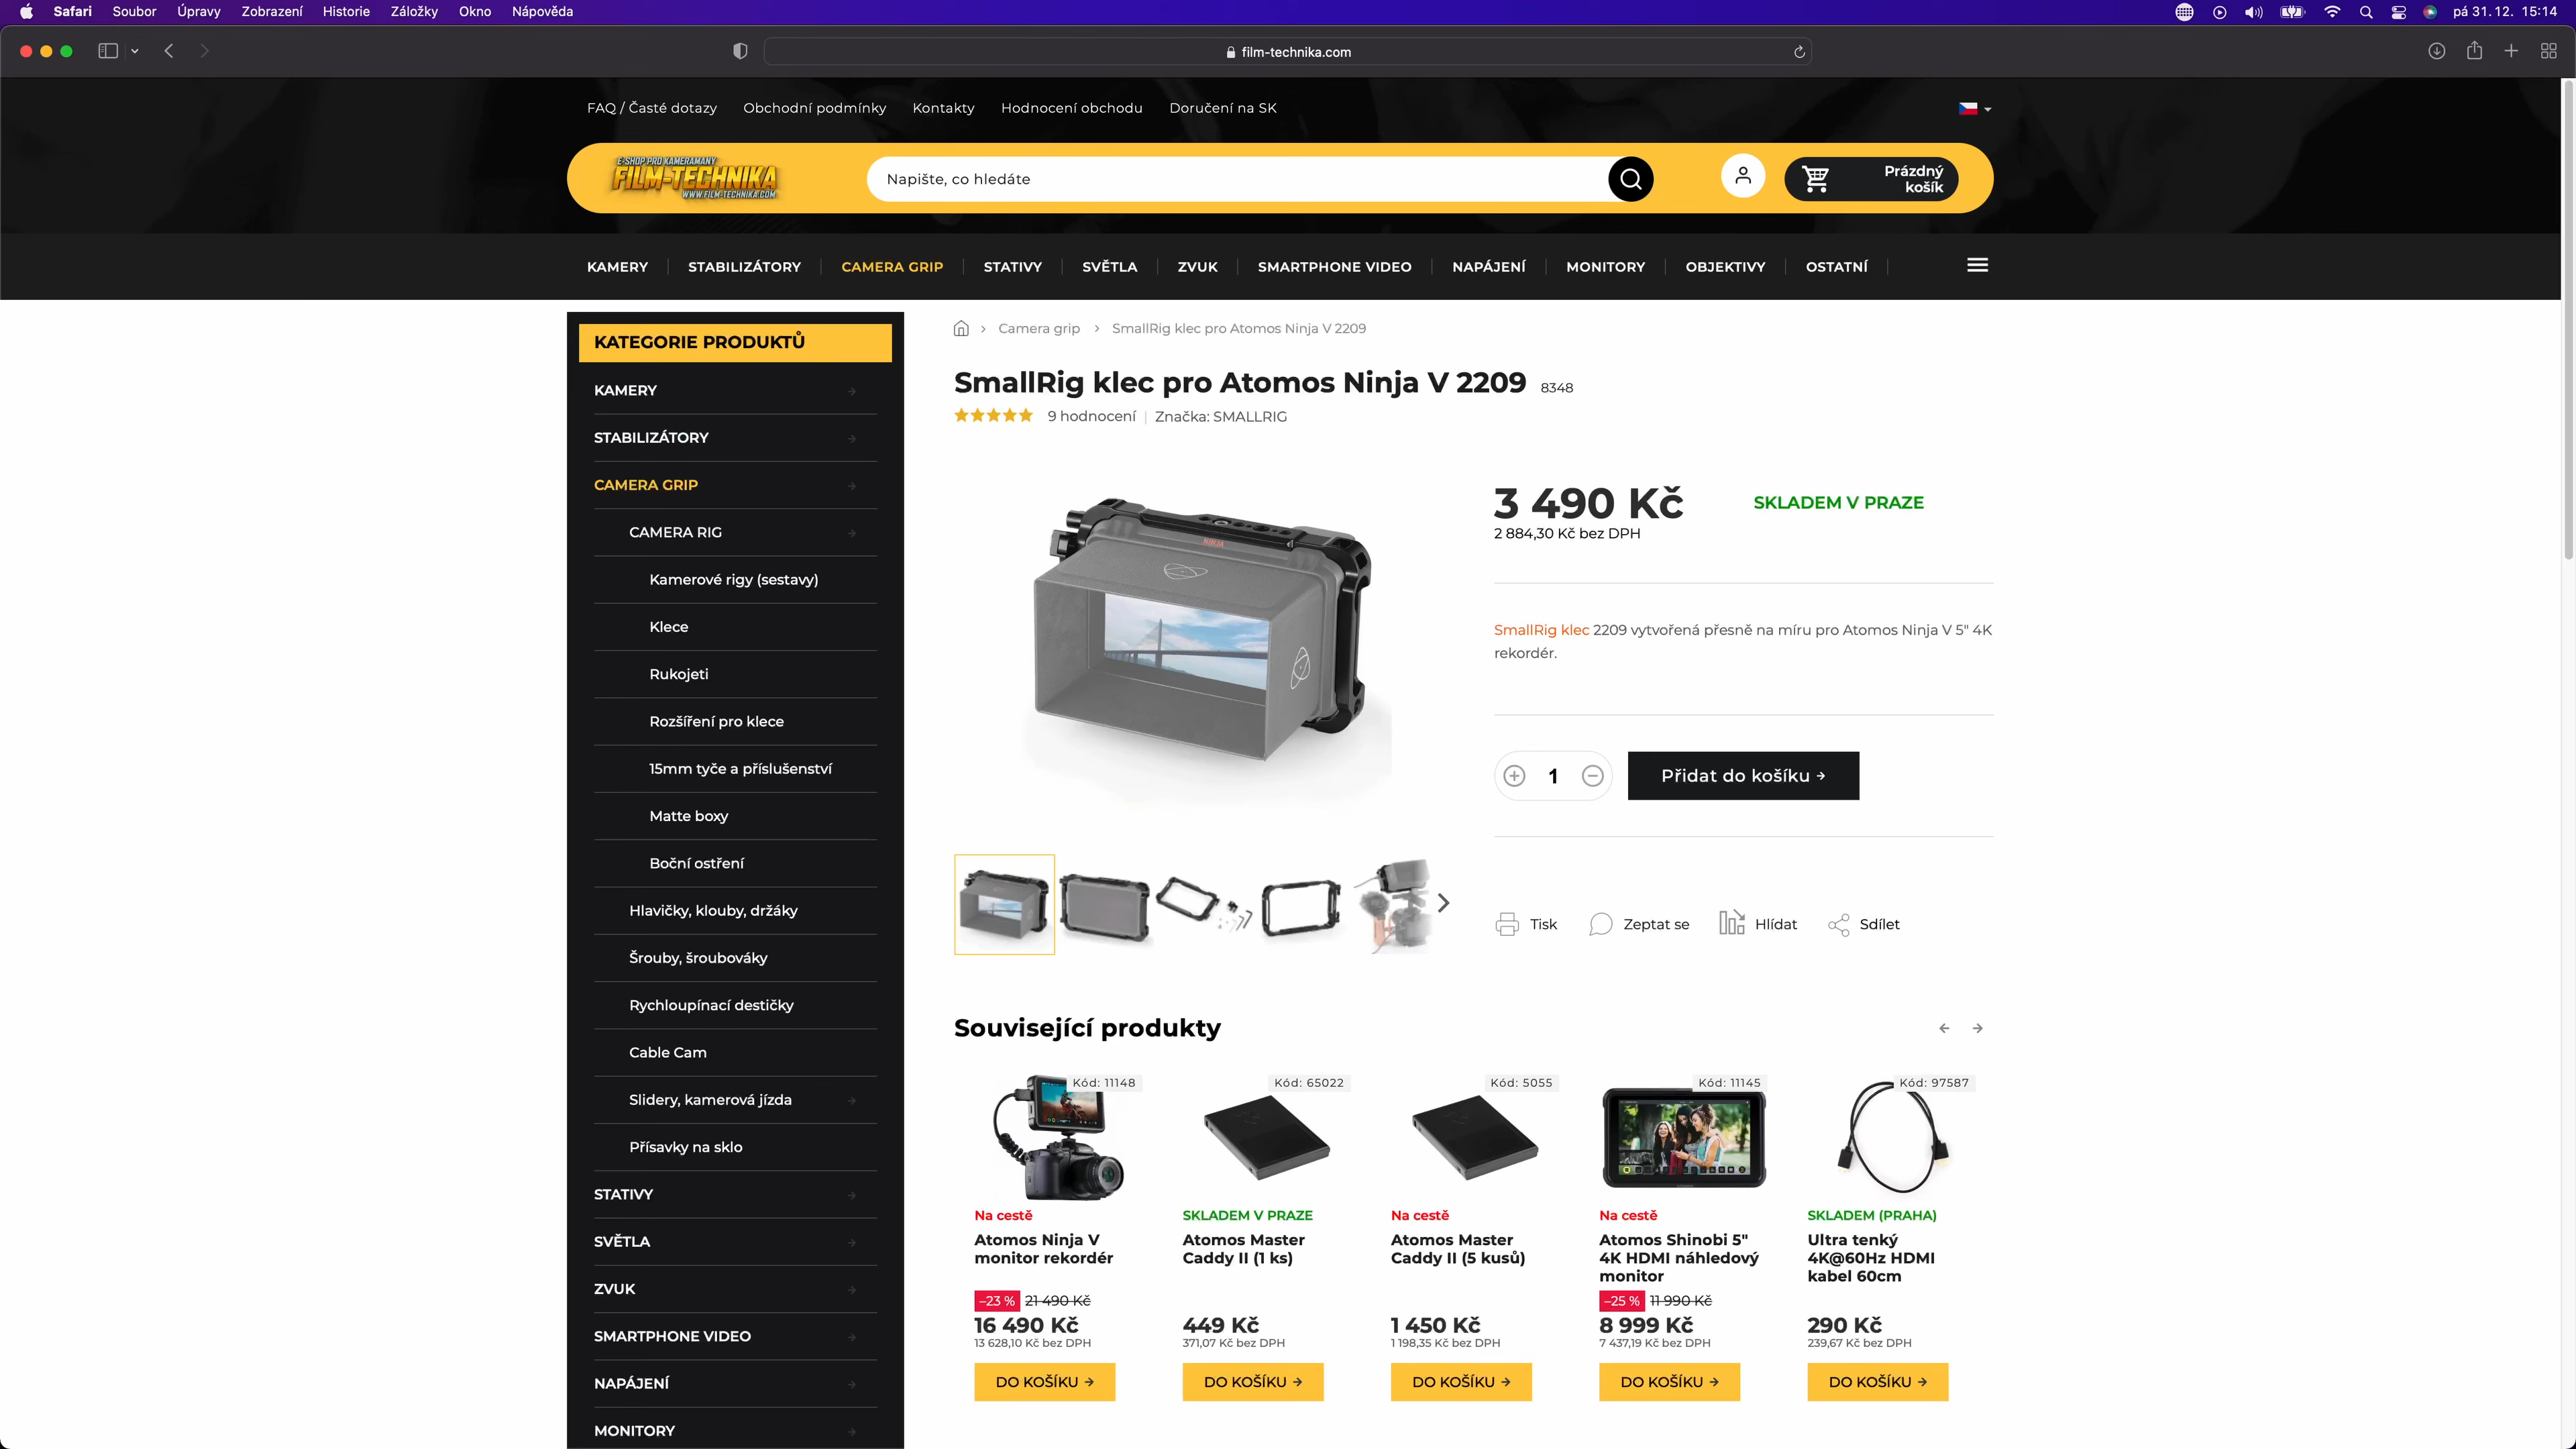 Safari Soubor Úpravy Zobrazení Historie Záložky Okno Nápověda pá 31. 12. 15:14
film-technika.com
FAQ / Časté dotazy Obchodní podmínky Kontakty Hodnocení obchodu Doručení na SK
E-SHOP PRO KAMERAMANY
FILM-TECHNIKA
WWW.FILM-TECHNIKA.COM
Napište, co hledáte
Prázdný
košík
KAMERY STABILIZÁTORY CAMERA GRIP STATIVY SVĚTLA ZVUK SMARTPHONE VIDEO NAPÁJENÍ MONITORY OBJEKTIVY OSTATNÍ
KATEGORIE PRODUKTŮ
KAMERY
STABILIZÁTORY
CAMERA GRIP
CAMERA RIG
Kamerové rigy (sestavy)
Klece
Rukojeti
Rozšíření pro klece
15mm tyče a příslušenství
Matte boxy
Boční ostření
Hlavičky, klouby, držáky
Šrouby, šroubováky
Rychloupínací destičky
Cable Cam
Slidery, kamerová jízda
Přísavky na sklo
STATIVY
SVĚTLA
ZVUK
SMARTPHONE VIDEO
NAPÁJENÍ
MONITORY
Camera grip SmallRig klec pro Atomos Ninja V 2209
SmallRig klec pro Atomos Ninja V 2209 8348
9 hodnocení | Značka: SMALLRIG
NINJA
3 490 Kč SKLADEM V PRAZE
2 884,30 Kč bez DPH
SmallRig klec 2209 vytvořená přesně na míru pro Atomos Ninja V 5" 4K
rekordér.
1 Přidat do košíku →
Tisk Zeptat se Hlídat Sdílet
Související produkty
Kód: 11148 Kód: 65022 Kód: 5055 Kód: 11145 Kód: 97587
Na cestě
Atomos Ninja V
monitor rekordér
–23 % 21 490 Kč
16 490 Kč
13 628,10 Kč bez DPH
DO KOŠÍKU →
SKLADEM V PRAZE
Atomos Master
Caddy II (1 ks)
449 Kč
371,07 Kč bez DPH
DO KOŠÍKU →
Na cestě
Atomos Master
Caddy II (5 kusů)
1 450 Kč
1 198,35 Kč bez DPH
DO KOŠÍKU →
Na cestě
Atomos Shinobi 5"
4K HDMI náhledový
monitor
–25 % 11 990 Kč
8 999 Kč
7 437,19 Kč bez DPH
DO KOŠÍKU →
SKLADEM (PRAHA)
Ultra tenký
4K@60Hz HDMI
kabel 60cm
290 Kč
239,67 Kč bez DPH
DO KOŠÍKU →